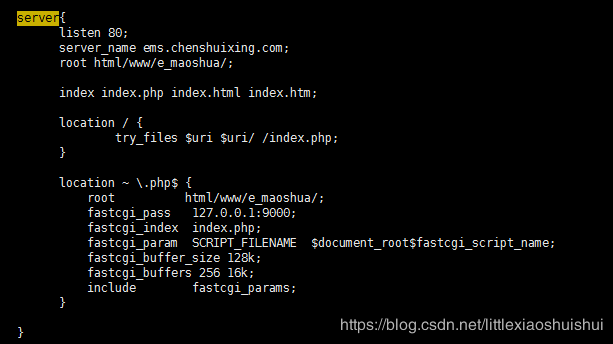 server{
listen 80;
server_name ems.chenshuixing.com;
root html/www/e_maoshua/;
index index.php index.html index.htm;
location / {
try_files $uri $uri/ /index.php;
}
location ~ \.php$ {
root html/www/e_maoshua/;
fastcgi_pass 127.0.0.1:9000;
fastcgi_index index.php;
fastcgi_param SCRIPT_FILENAME $document_root$fastcgi_script_name;
fastcgi_buffer_size 128k;
fastcgi_buffers 256 16k;
include fastcgi_params;
}
}
https://blog.csdn.net/littlexiaoshuishui